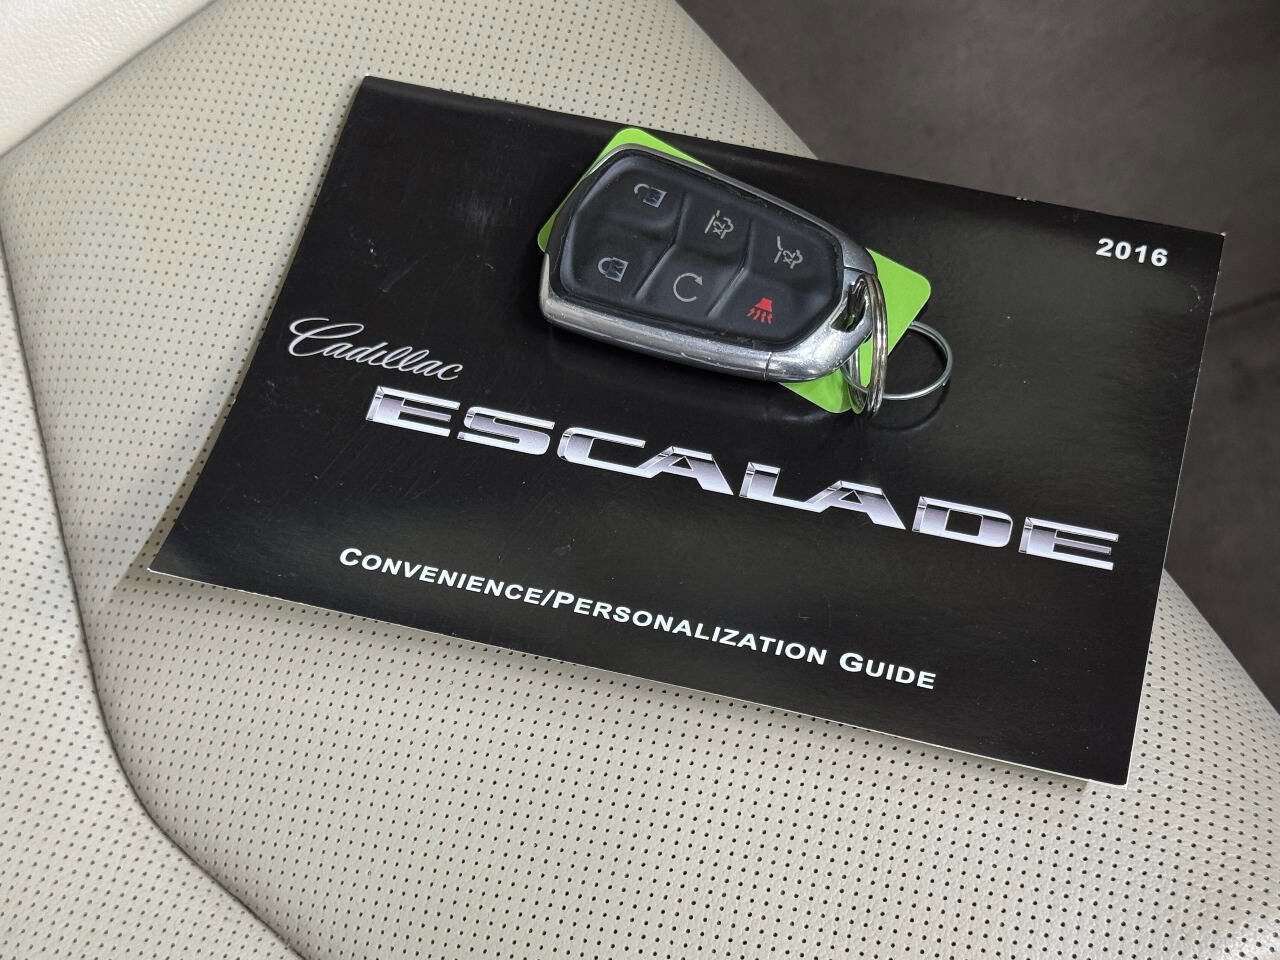 2016
Cadillac
ESCALADE
CONVENIENCE/PERSONALIZATION GUIDE